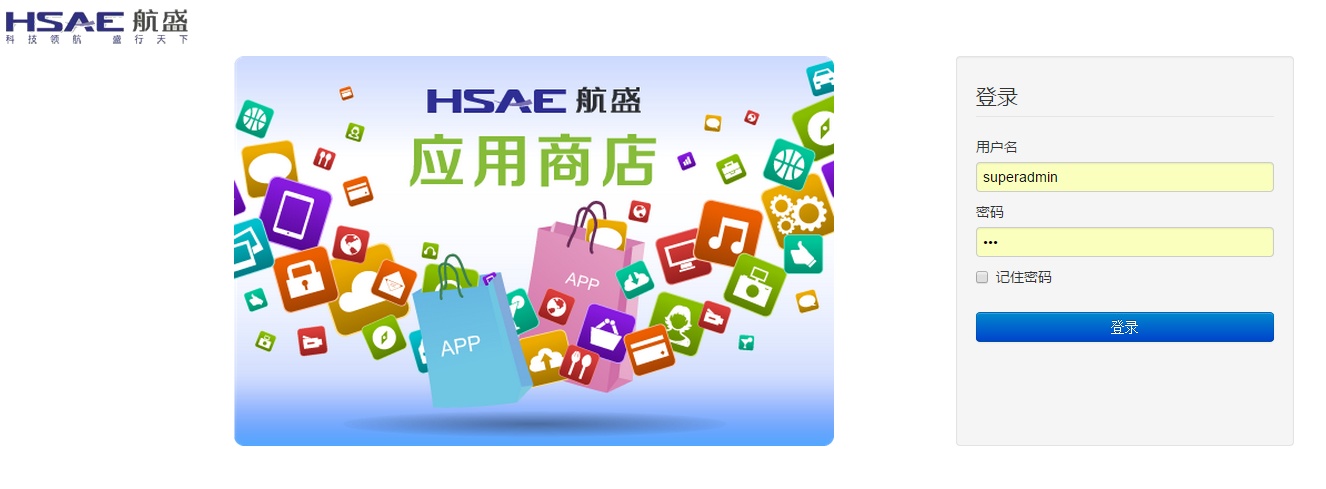 HSAE 航盛
科技领航 盛行天下
HSAE 航盛
应用商店
APP
APP
登录
用户名
superadmin
密码
•••
记住密码
登录